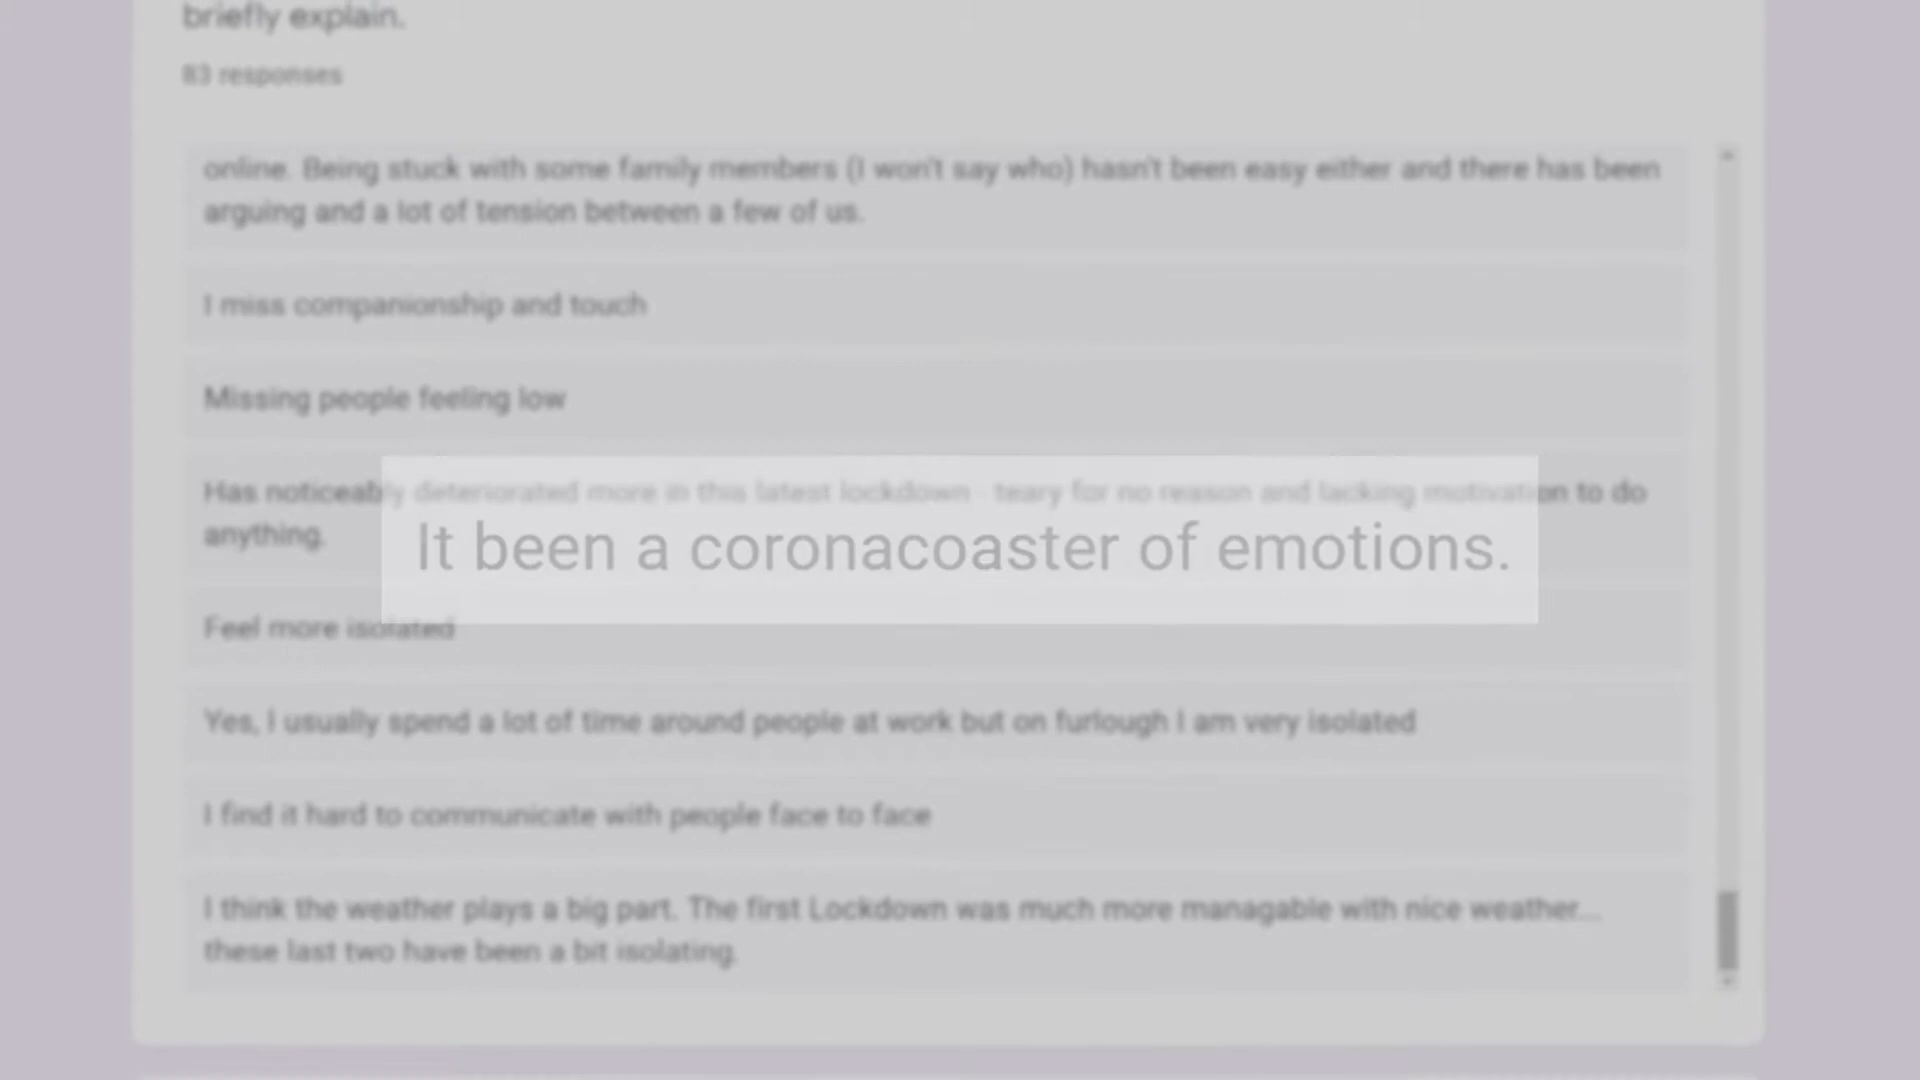 briefly explain.
83 responses
online. Being stuck with some family members (I won't say who) hasn't been easy either and there has been
arguing and a lot of tension between a few of us.
I miss companionship and touch
Missing people feeling low
Has noticeably deteriorated more in this latest lockdown - teary for no reason and lacking motivation to do
anything.
It been a coronacoaster of emotions.
Feel more isolated
Yes, I usually spend a lot of time around people at work but on furlough I am very isolated
I find it hard to communicate with people face to face
I think the weather plays a big part. The first Lockdown was much more managable with nice weather...
these last two have been a bit isolating.